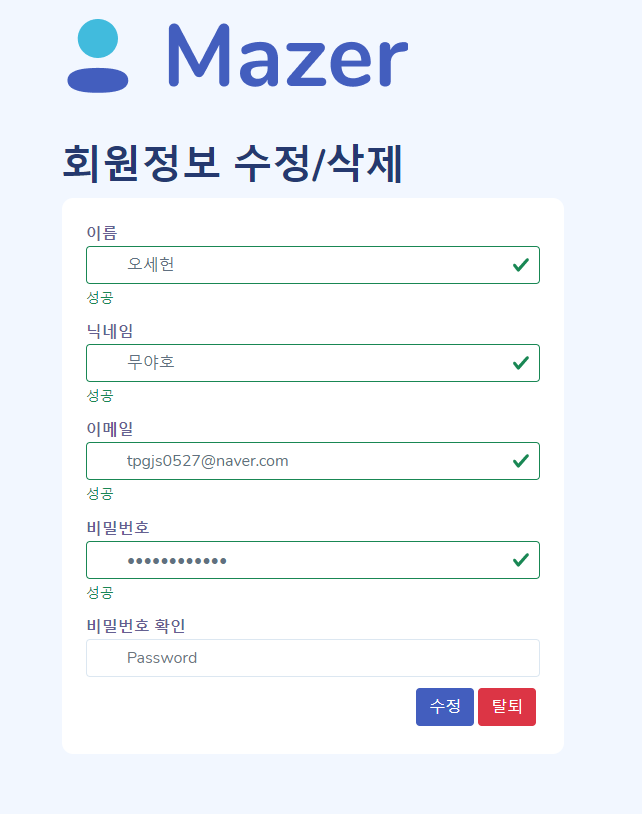 Mazer
회원정보 수정/삭제
이름
오세헌
성공
닉네임
무야호
성공
이메일
tpgjs0527@naver.com
성공
비밀번호
••••••••••••
성공
비밀번호 확인
Password
수정 탈퇴